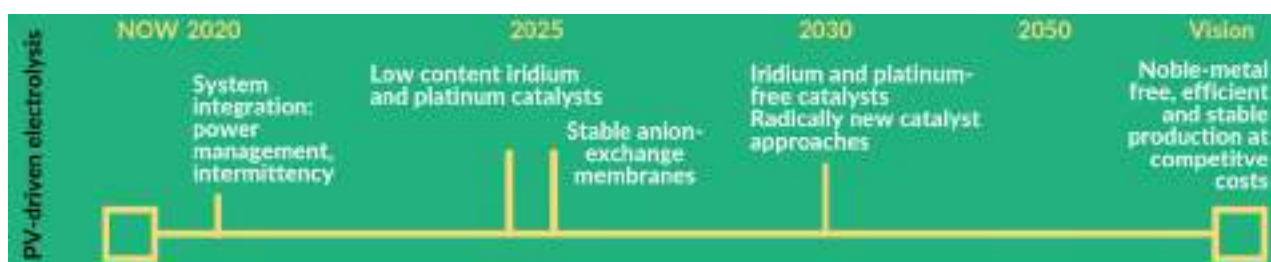 PV-driven electrolysis
NOW 2020
2025
2030
2050
Vision
System
integration:
power
management,
intermittency
Low content iridium
and platinum catalysts
Stable anion-
exchange
membranes
Iridium and platinum-
free catalysts
Radically new catalyst
approaches
Noble-metal
free, efficient
and stable
production at
competitve
costs